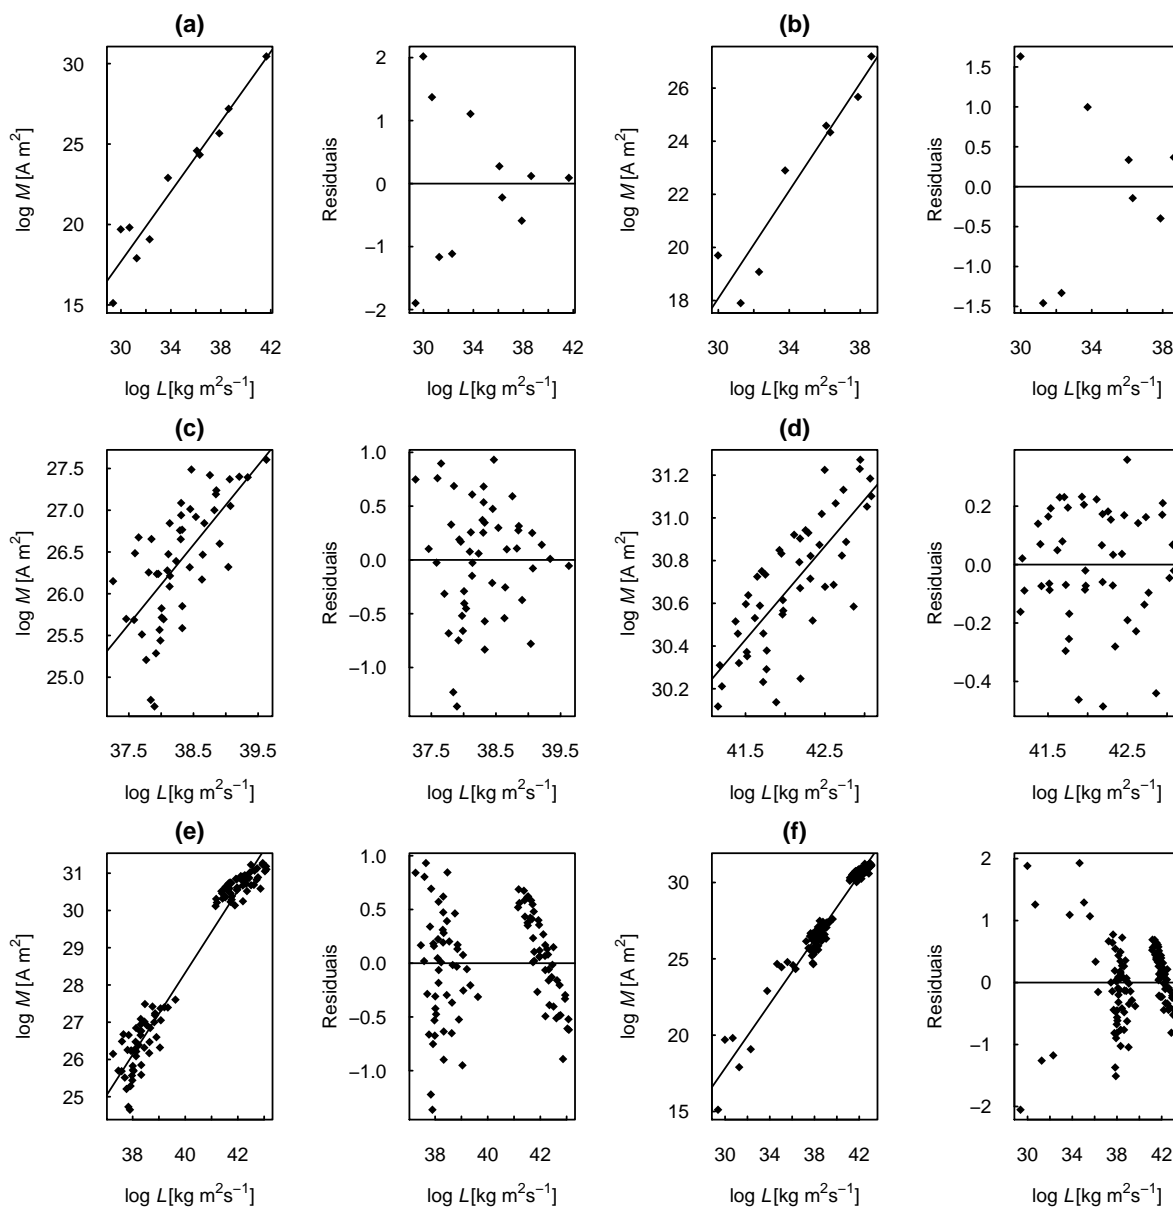 (a)
(b)
30
25
20
15
log M [A m²]
30 34 38 42
log L[kg m²s⁻¹]
2
1
0
−1
−2
Residuais
30 34 38 42
log L[kg m²s⁻¹]
26
24
22
20
18
log M [A m²]
30 34 38
log L[kg m²s⁻¹]
1.5
1.0
0.5
0.0
−0.5
−1.0
−1.5
Residuais
30 34 38
log L[kg m²s⁻¹]
(c)
(d)
27.5
27.0
26.5
26.0
25.5
25.0
log M [A m²]
37.5 38.5 39.5
log L[kg m²s⁻¹]
1.0
0.5
0.0
−0.5
−1.0
Residuais
37.5 38.5 39.5
log L[kg m²s⁻¹]
31.2
31.0
30.8
30.6
30.4
30.2
log M [A m²]
41.5 42.5
log L[kg m²s⁻¹]
0.2
0.0
−0.2
−0.4
Residuais
41.5 42.5
log L[kg m²s⁻¹]
(e)
(f)
31
30
29
28
27
26
25
log M [A m²]
38 40 42
log L[kg m²s⁻¹]
1.0
0.5
0.0
−0.5
−1.0
Residuais
38 40 42
log L[kg m²s⁻¹]
30
25
20
15
log M [A m²]
30 34 38 42
log L[kg m²s⁻¹]
2
1
0
−1
−2
Residuais
30 34 38 42
log L[kg m²s⁻¹]